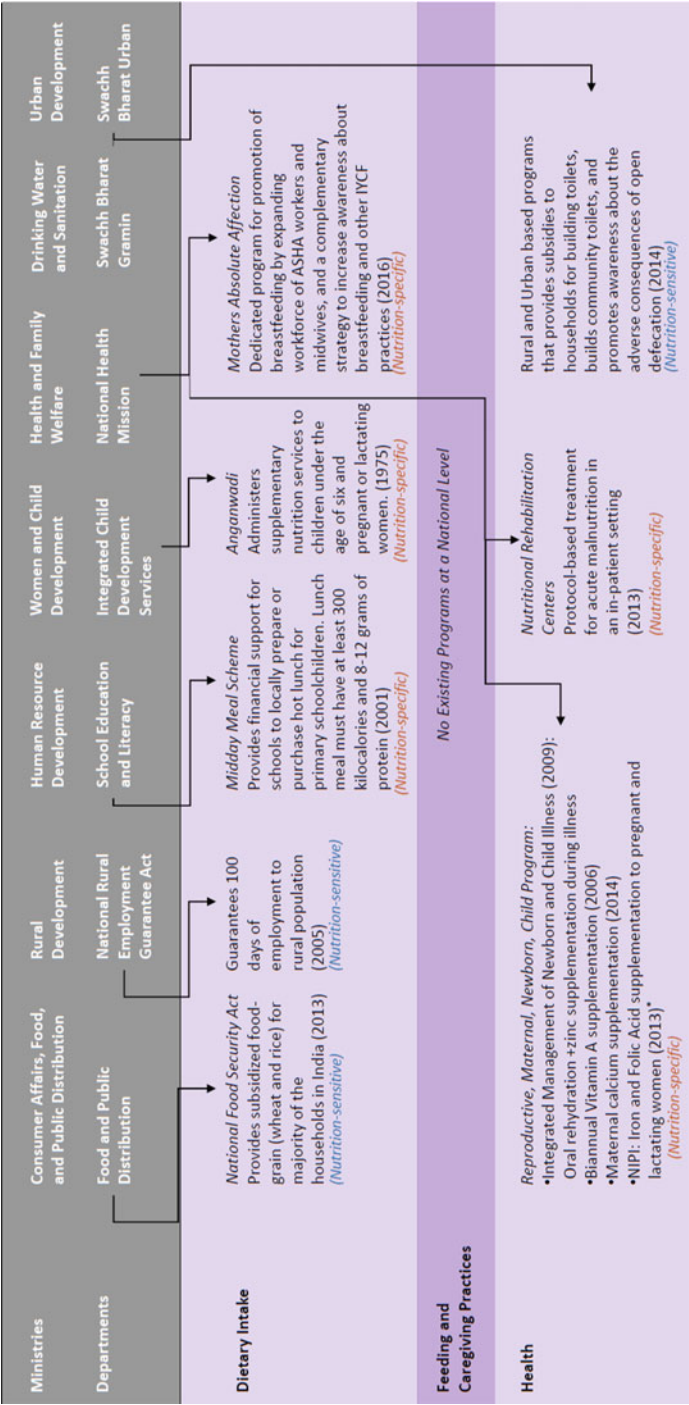 Ministries
Consumer Affairs, Food,
and Public Distribution
Rural
Development
Human Resource
Development
Women and Child
Development
Health and Family
Welfare
Drinking Water
and Sanitation
Urban
Development
Departments
Food and Public
Distribution
National Rural
Employment
Guarantee Act
School Education
and Literacy
Integrated Child
Development
Services
National Health
Mission
Swachh Bharat
Gramin
Swachh
Bharat Urban
Dietary Intake
National Food Security Act
Provides subsidized food-
grain (wheat and rice) for
majority of the
households in India (2013)
(Nutrition-sensitive)
Guarantees 100
days of
employment to
rural population
(2005)
(Nutrition-sensitive)
Midday Meal Scheme
Provides financial support for
schools to locally prepare or
purchase hot lunch for
primary schoolchildren. Lunch
meal must have at least 300
kilocalories and 8-12 grams of
protein (2001)
(Nutrition-specific)
Anganwadi
Administers
supplementary
nutrition services to
children under the
age of six and
pregnant or lactating
women. (1975)
(Nutrition-specific)
Mothers Absolute Affection
Dedicated program for promotion of
breastfeeding by expanding
workforce of ASHA workers and
midwives, and a complementary
strategy to increase awareness about
breastfeeding and other IYCF
practices (2016)
(Nutrition-specific)
Feeding and
Caregiving Practices
No Existing Programs at a National Level
Health
Reproductive, Maternal, Newborn, Child Program:
•Integrated Management of Newborn and Child Illness (2009):
Oral rehydration +zinc supplementation during illness
•Biannual Vitamin A supplementation (2006)
•Maternal calcium supplementation (2014)
•NIPI: Iron and Folic Acid supplementation to pregnant and
lactating women (2013)*
(Nutrition-specific)
Nutritional Rehabilitation
Centers
Protocol-based treatment
for acute malnutrition in
an in-patient setting
(2013)
(Nutrition-specific)
Rural and Urban based programs
that provides subsidies to
households for building toilets,
builds community toilets, and
promotes awareness about the
adverse consequences of open
defecation (2014)
(Nutrition-sensitive)